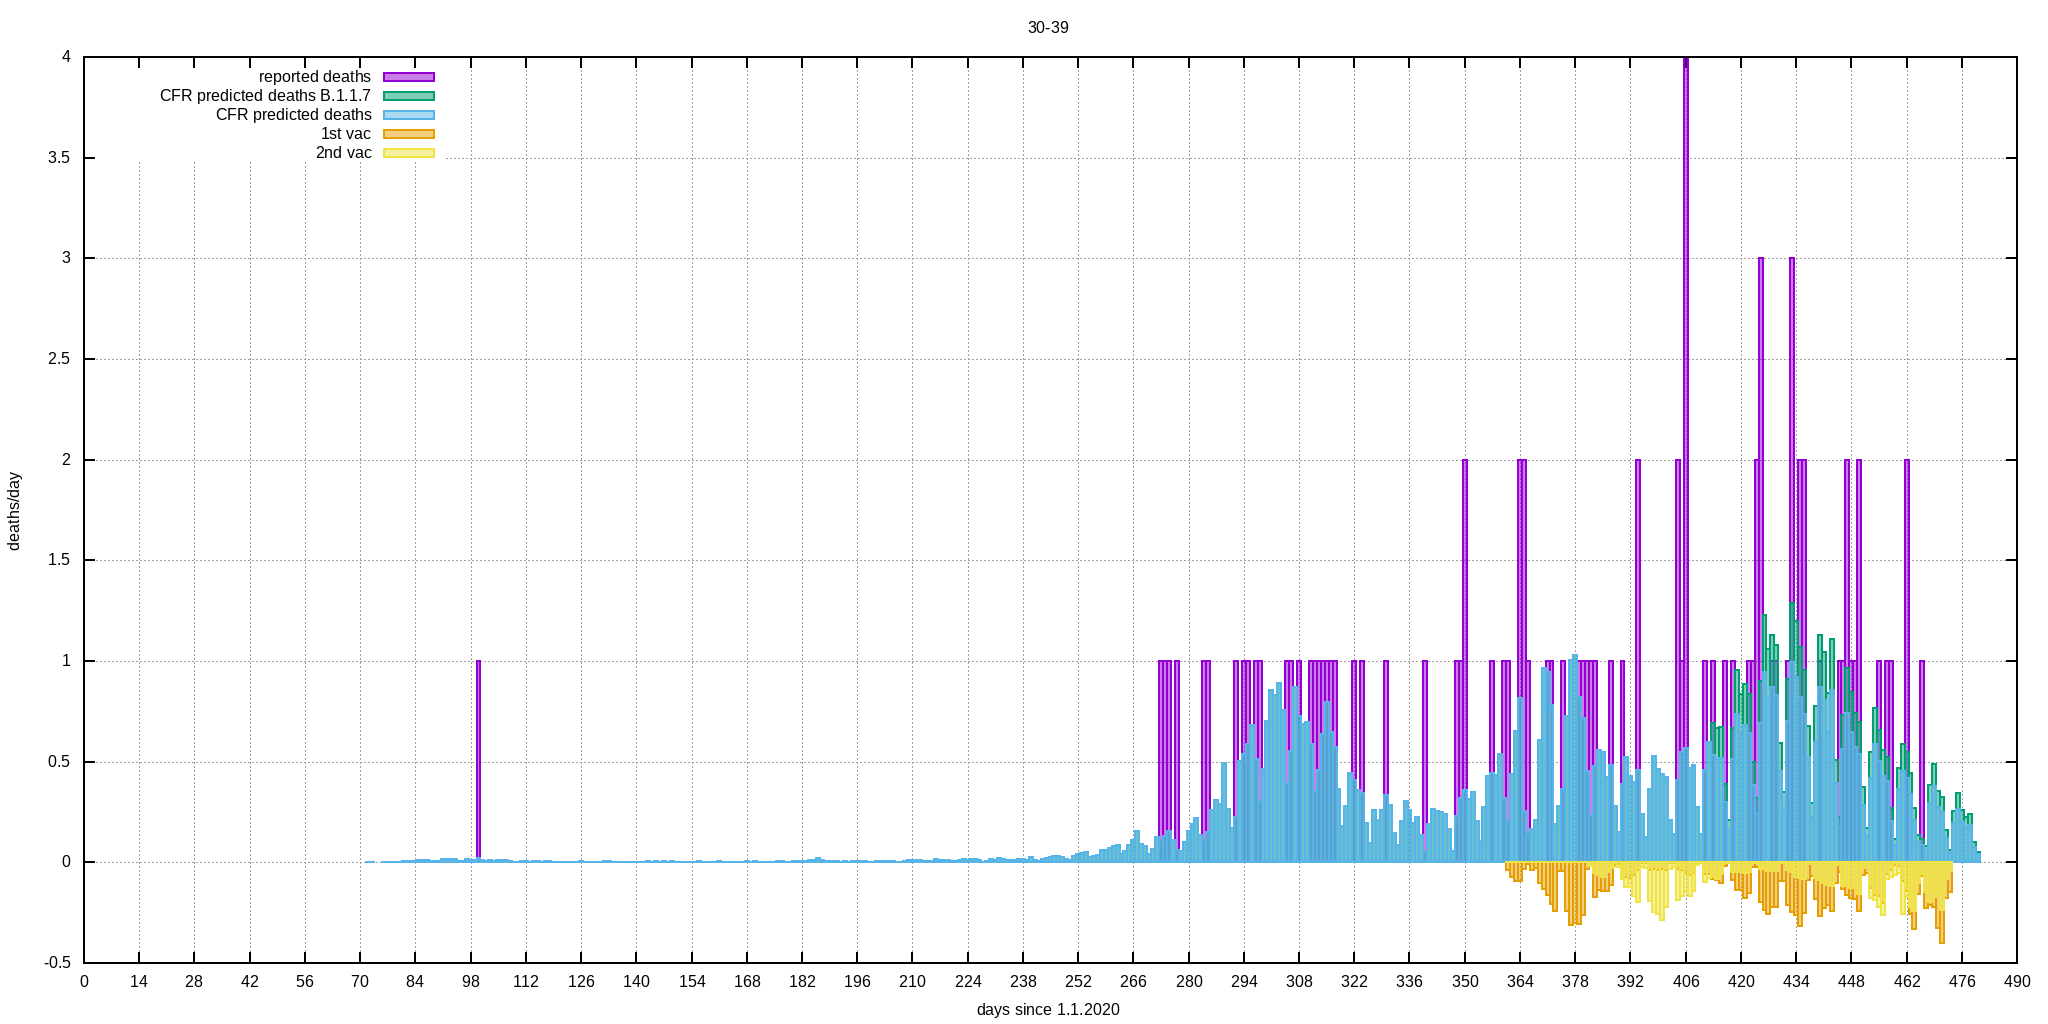 30-39
reported deaths
CFR predicted deaths B.1.1.7
CFR predicted deaths
1st vac
2nd vac
4
3.5
3
2.5
2
1.5
1
0.5
0
-0.5
deaths/day
0 14 28 42 56 70 84 98 112 126 140 154 168 182 196 210 224 238 252 266 280 294 308 322 336 350 364 378 392 406 420 434 448 462 476 490
days since 1.1.2020